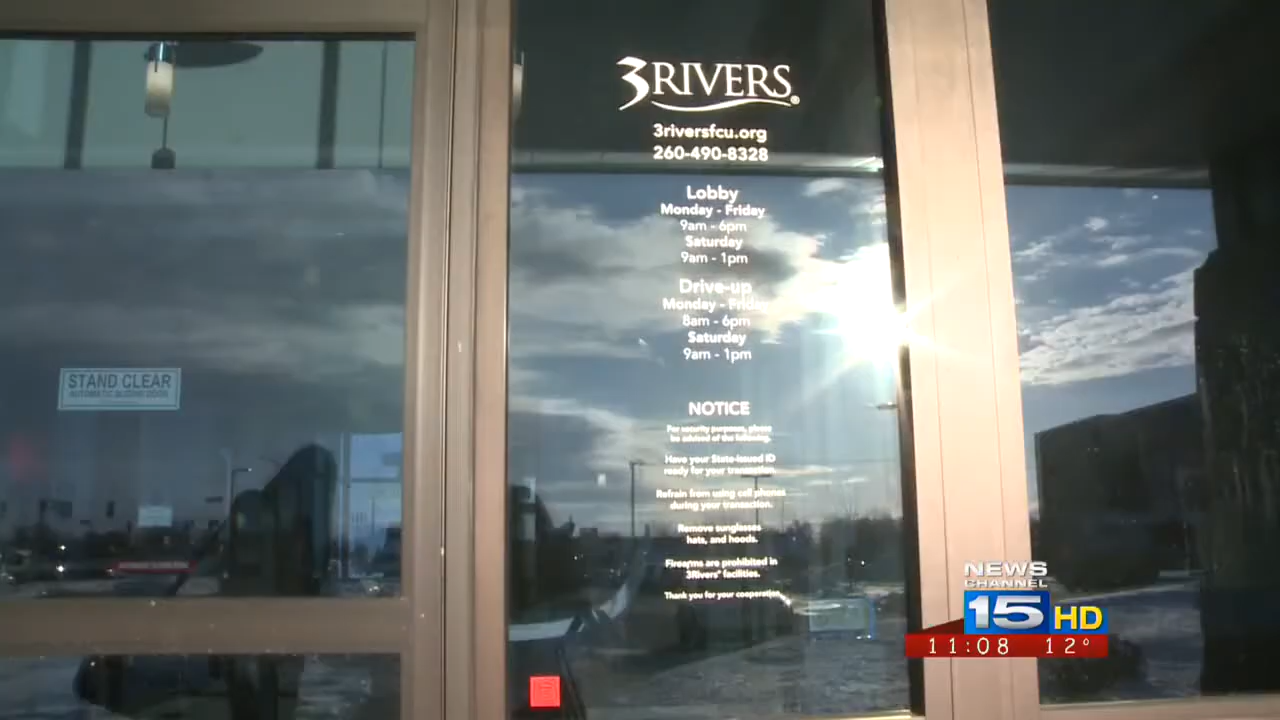 3RIVERS®
3riversfcu.org
260-490-8328
Lobby
Monday - Friday
9am - 6pm
Saturday
9am - 1pm
Drive-up
Monday - Friday
8am - 6pm
Saturday
9am - 1pm
STAND CLEAR
AUTOMATIC SLIDING DOOR
NOTICE
For security purposes, please
be advised of the following.
Have your State-issued ID
ready for your transaction.
Refrain from using cell phones
during your transaction.
Remove sunglasses
hats, and hoods.
Firearms are prohibited in
3Rivers' facilities.
Thank you for your cooperation.
NEWS
CHANNEL
15 HD
11:08 12°